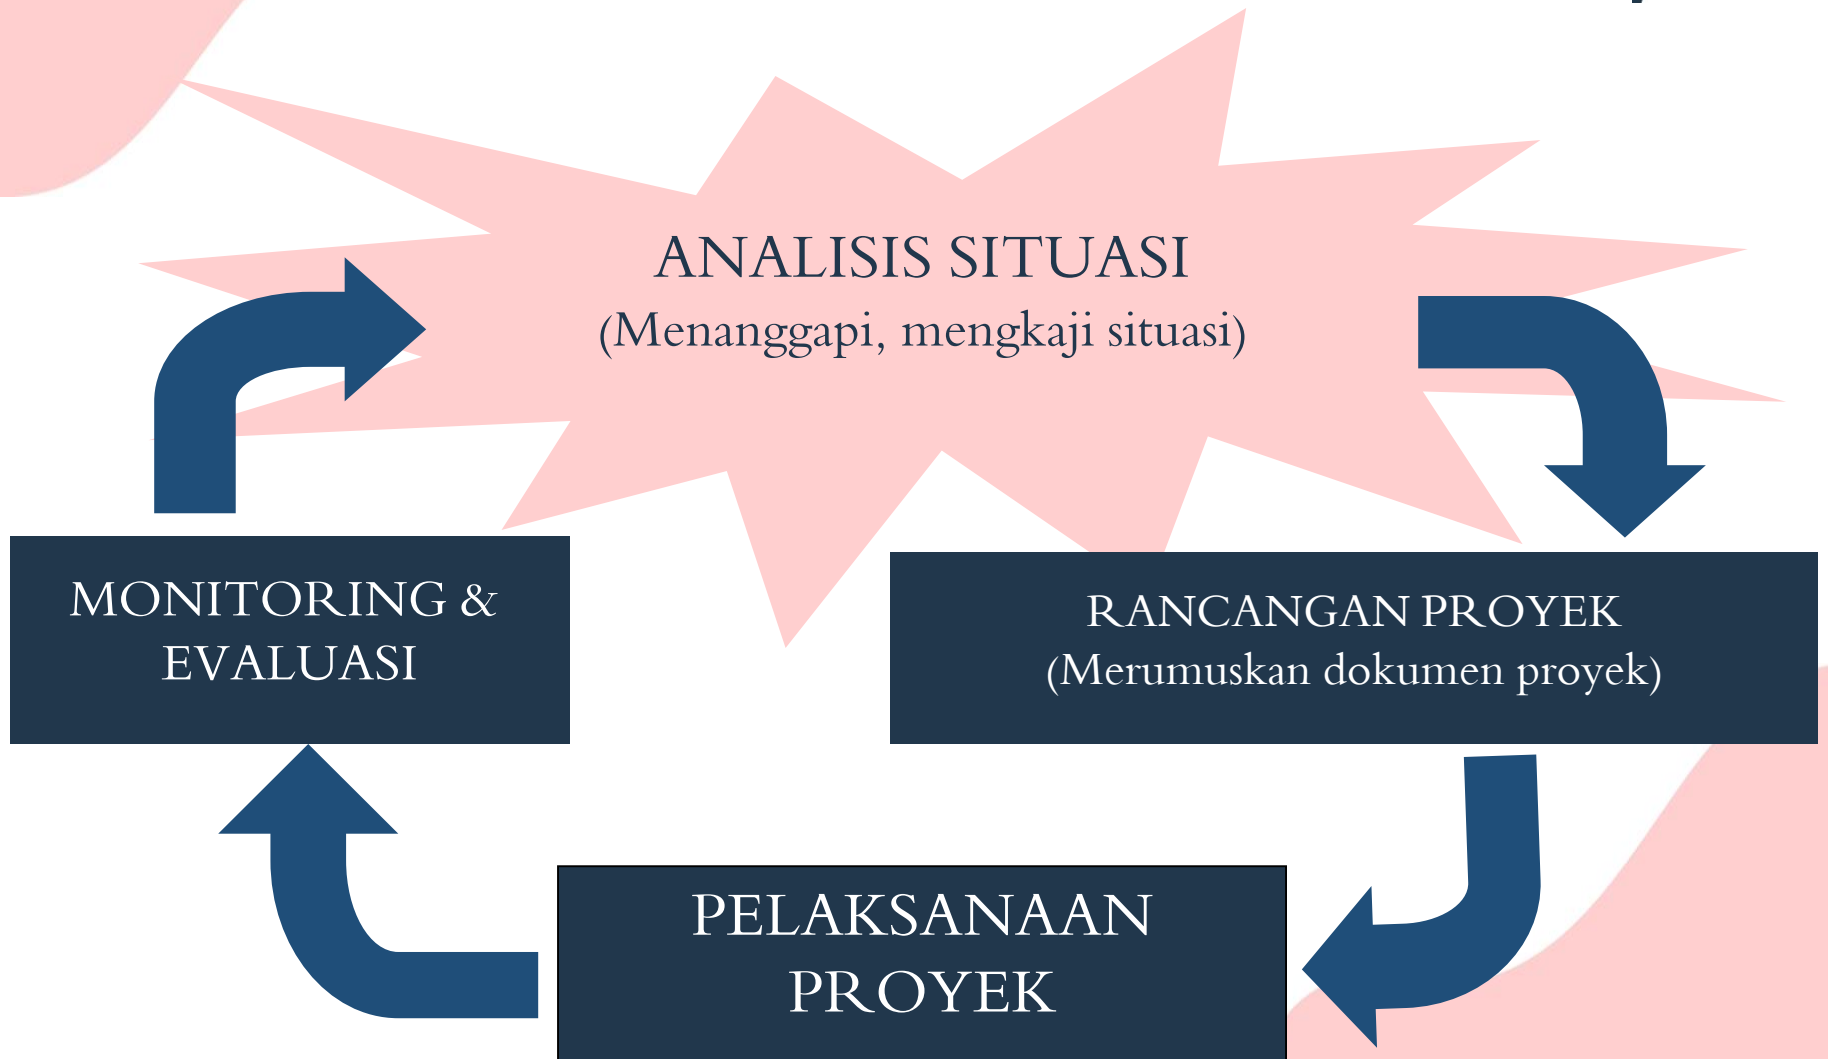 ANALISIS SITUASI
(Menanggapi, mengkaji situasi)
MONITORING &
EVALUASI
RANCANGAN PROYEK
(Merumuskan dokumen proyek)
PELAKSANAAN
PROYEK